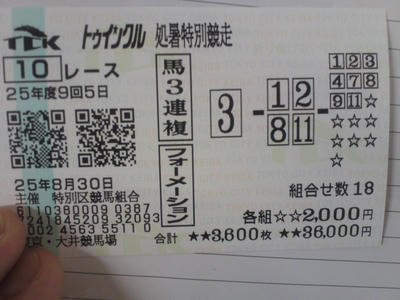 TCK トゥインクル 処暑特別競走
10 レース
25年度9回5日
馬3連複
フォーメーション
3 - 1 2 8 11 - 1 2 3 4 7 8 9 11 ☆ ☆ ☆ ☆ ☆ ☆ ☆
組合せ数 18
25年8月30日
主催 特別区競馬組合
各組 ☆☆2,000円
合計 ★★3,600枚 ★★36,000円
東京・大井競馬場